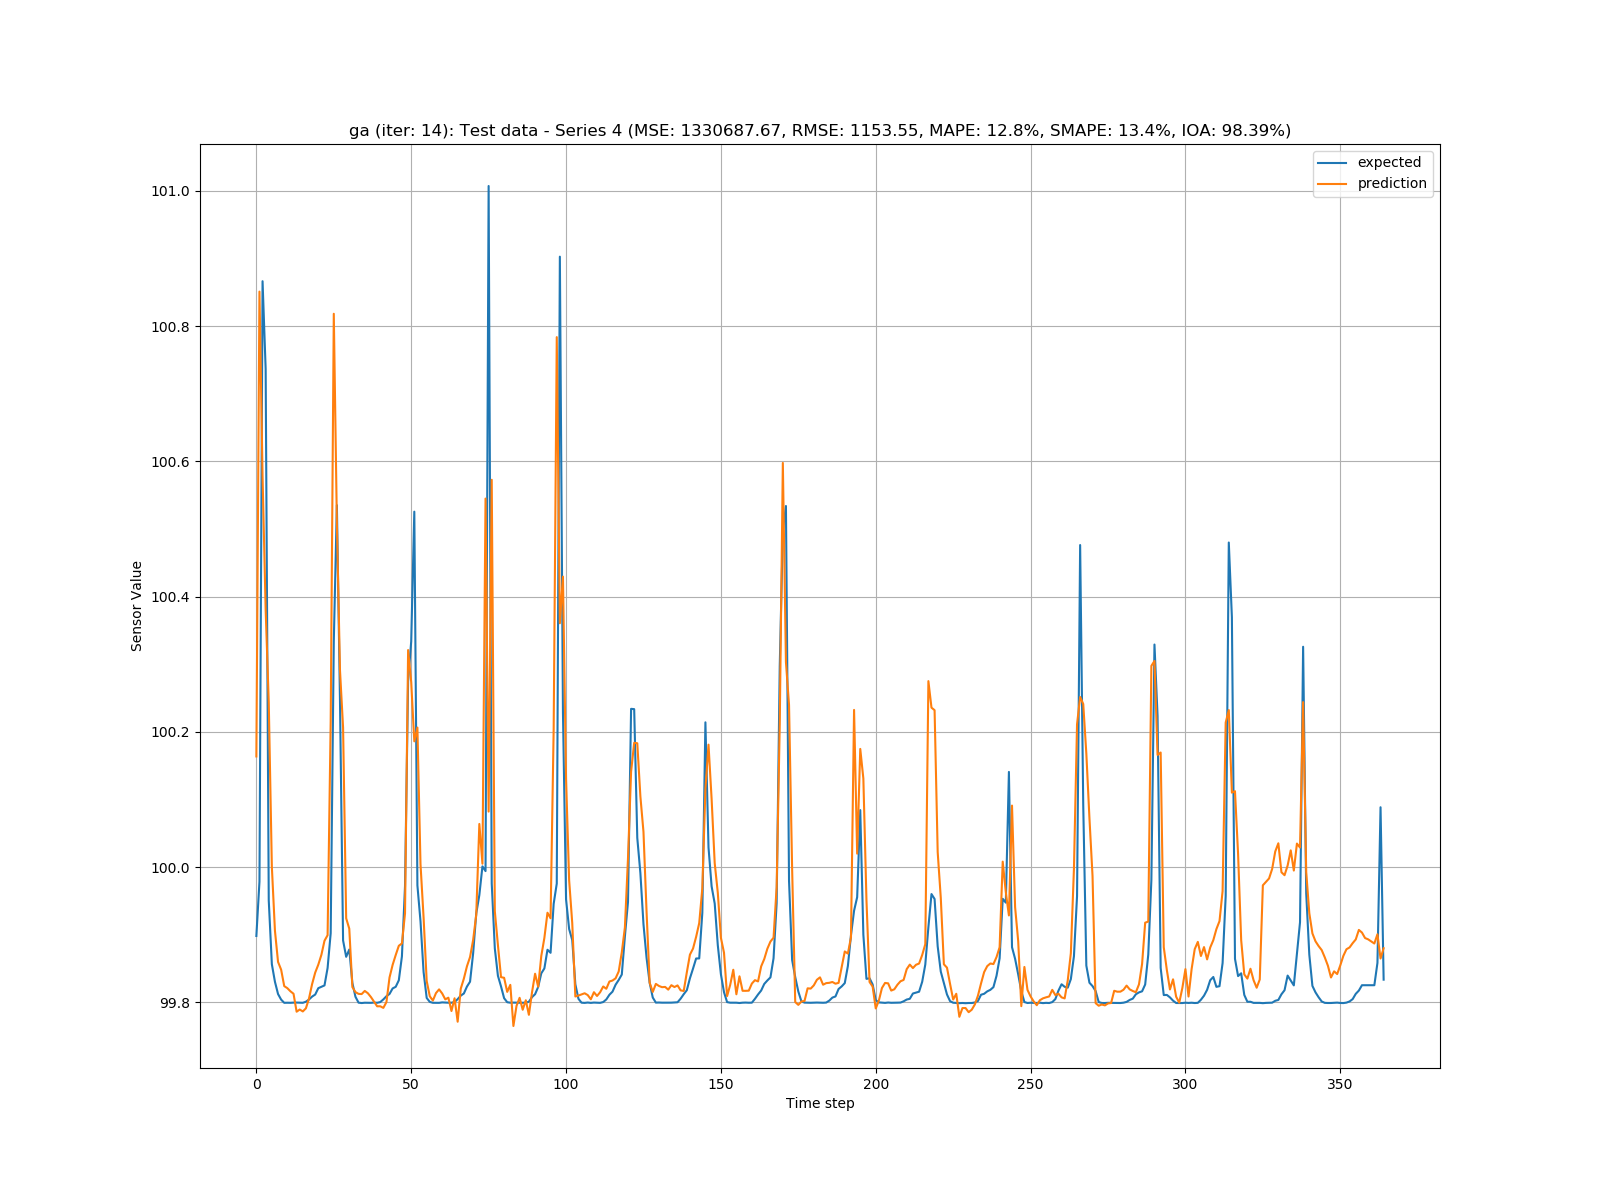 ga (iter: 14): Test data - Series 4 (MSE: 1330687.67, RMSE: 1153.55, MAPE: 12.8%, SMAPE: 13.4%, IOA: 98.39%)
expected
prediction
101.0
100.8
100.6
100.4
100.2
100.0
99.8
Sensor Value
0 50 100 150 200 250 300 350
Time step